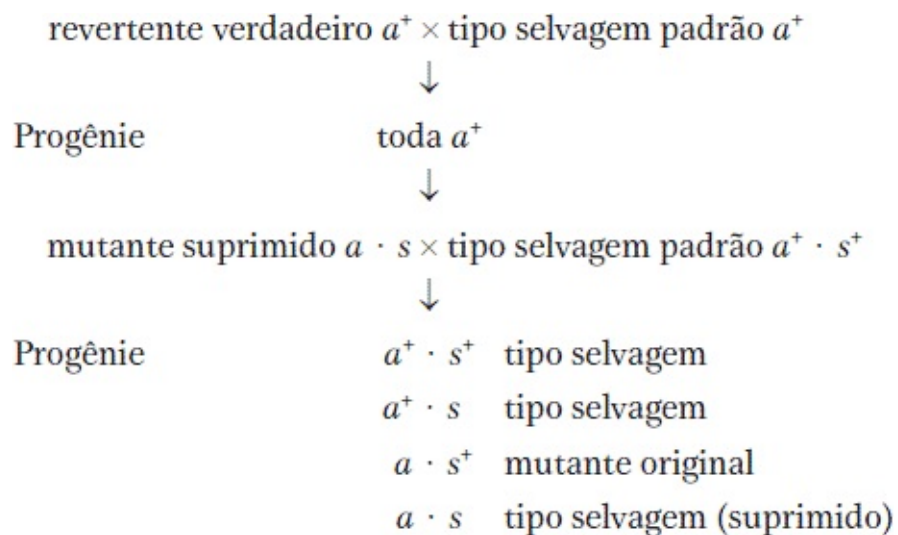 revertente verdadeiro a⁺ × tipo selvagem padrão a⁺
↓
Progênie toda a⁺
↓
mutante suprimido a · s × tipo selvagem padrão a⁺ · s⁺
↓
Progênie a⁺ · s⁺ tipo selvagem
a⁺ · s tipo selvagem
a · s⁺ mutante original
a · s tipo selvagem (suprimido)